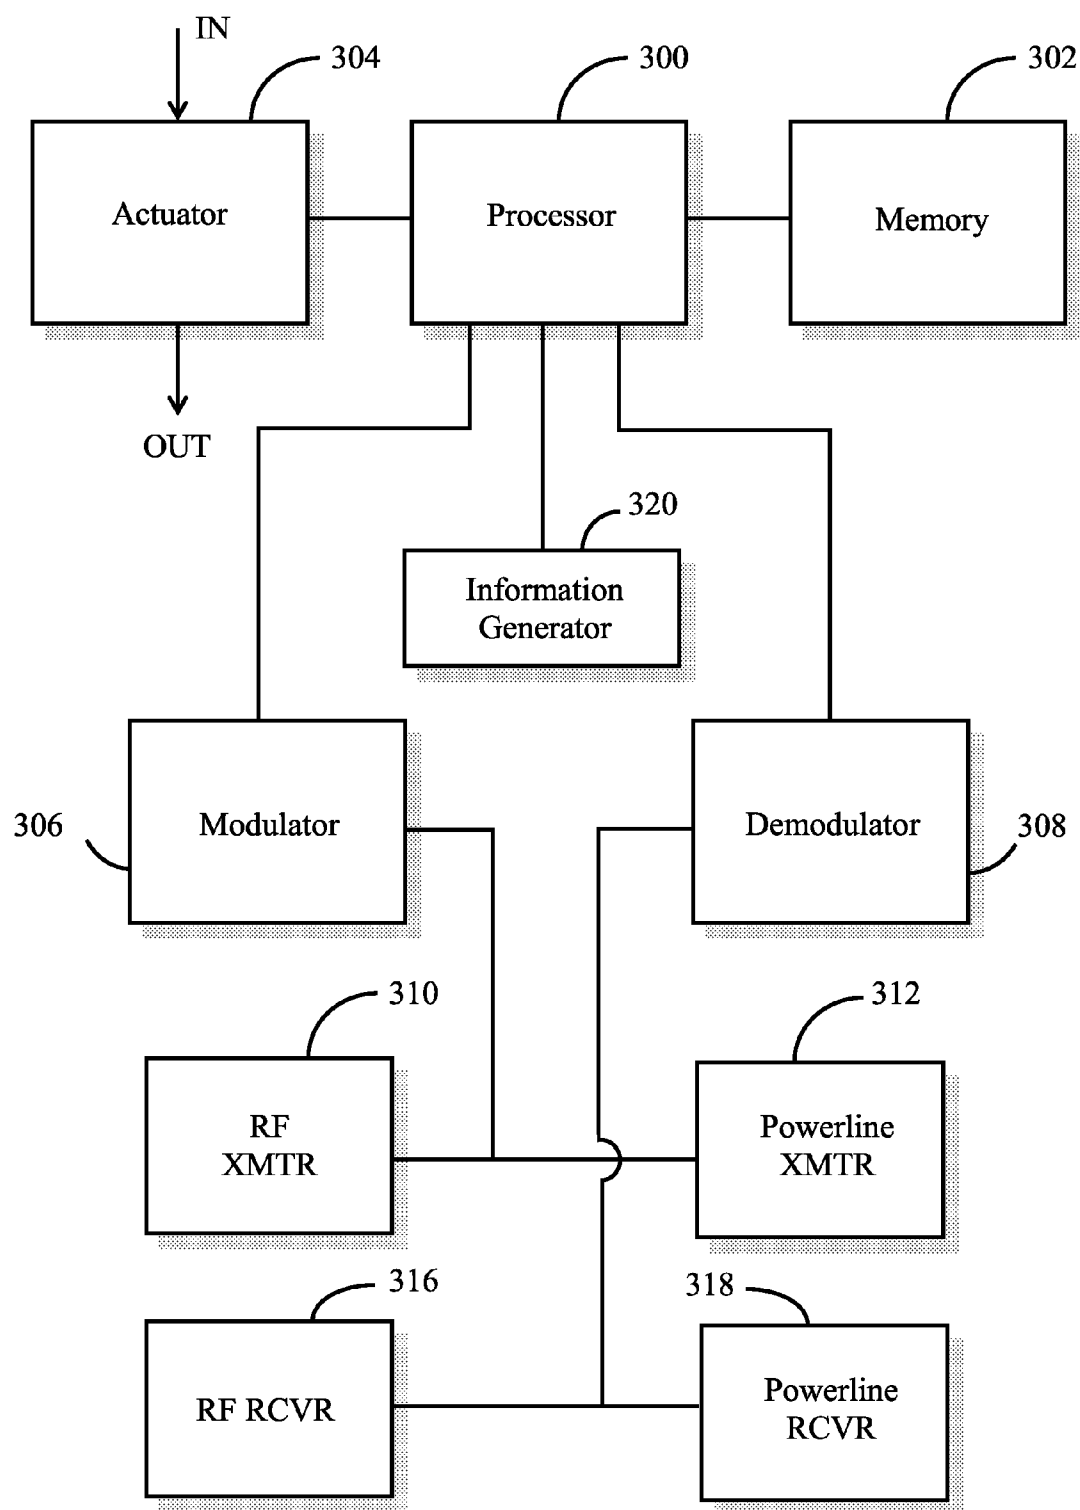 IN
304
300
302
Actuator
Processor
Memory
OUT
320
Information
Generator
306
Modulator
Demodulator
308
310
312
RF
XMTR
Powerline
XMTR
316
318
RF RCVR
Powerline
RCVR